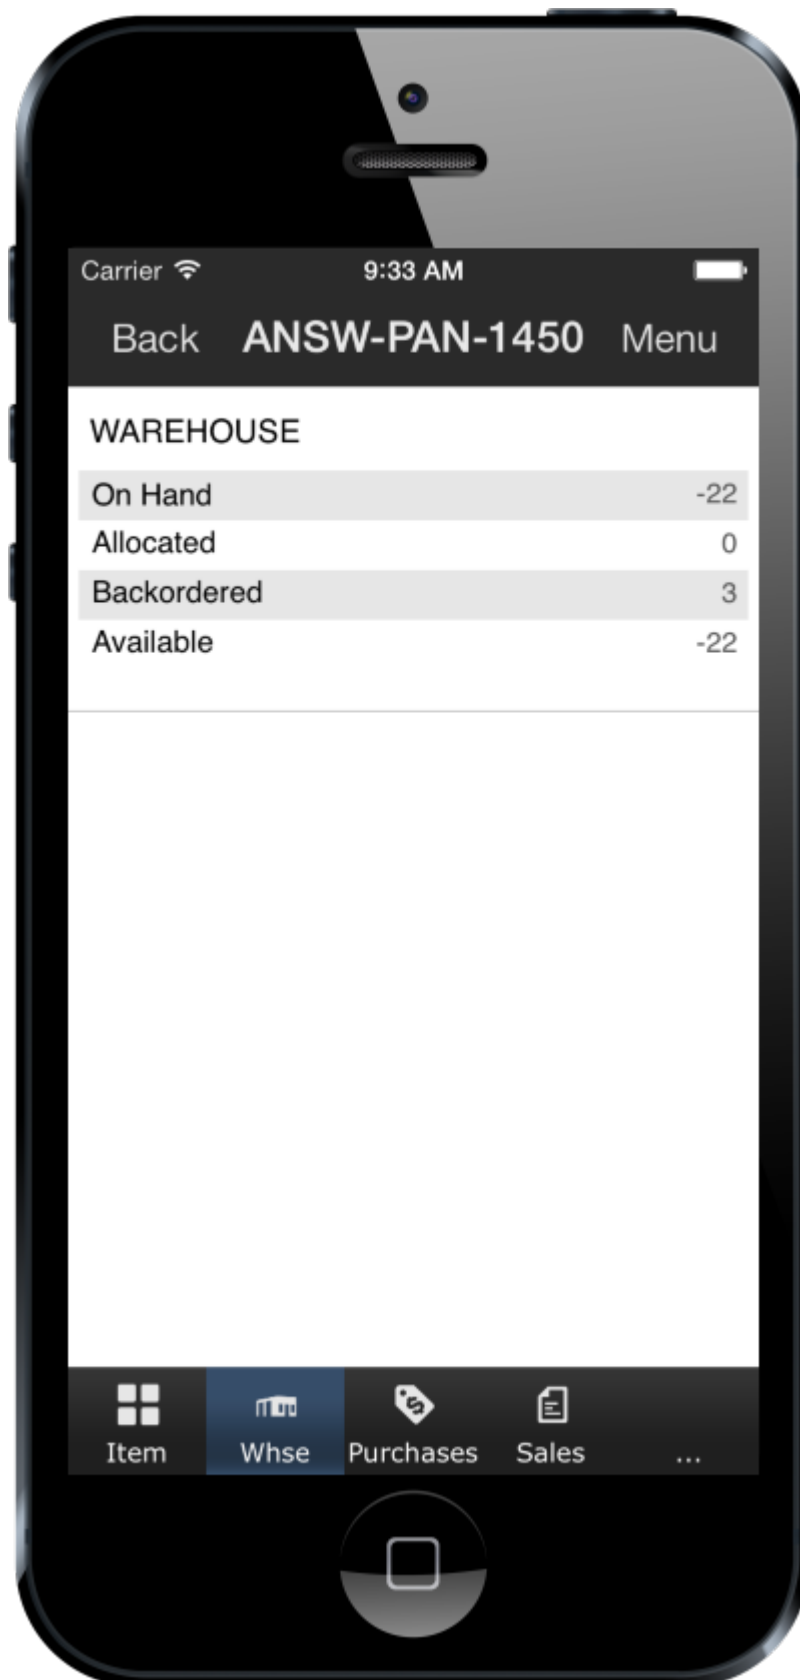 Carrier 9:33 AM
Back ANSW-PAN-1450 Menu
WAREHOUSE
On Hand -22
Allocated 0
Backordered 3
Available -22
Item Whse Purchases Sales ...